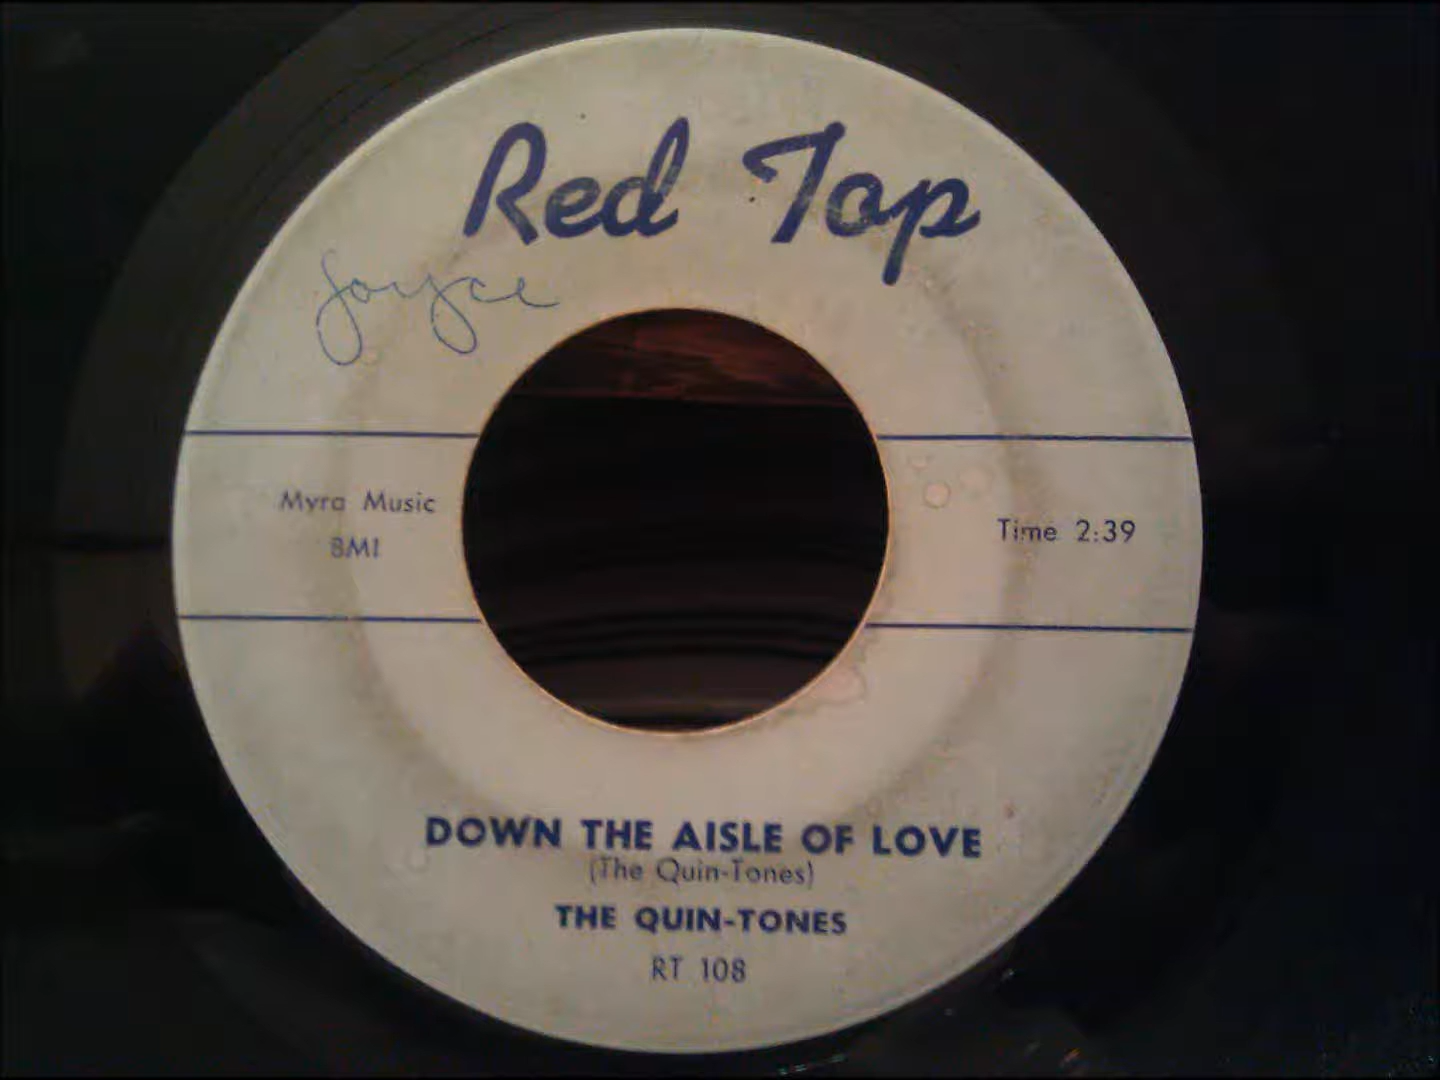 Red Top
Joyce
Myra Music
BMI
Time 2:39
DOWN THE AISLE OF LOVE
(The Quin-Tones)
THE QUIN-TONES
RT 108